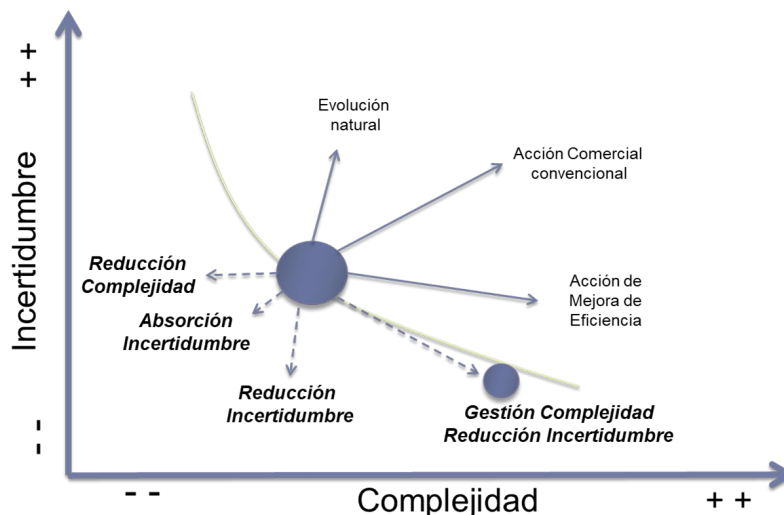 + +
Incertidumbre
- -
Evolución
natural
Acción Comercial
convencional
Reducción
Complejidad
Absorción
Incertidumbre
Reducción
Incertidumbre
Acción de
Mejora de
Eficiencia
Gestión Complejidad
Reducción Incertidumbre
- -
Complejidad
+ +